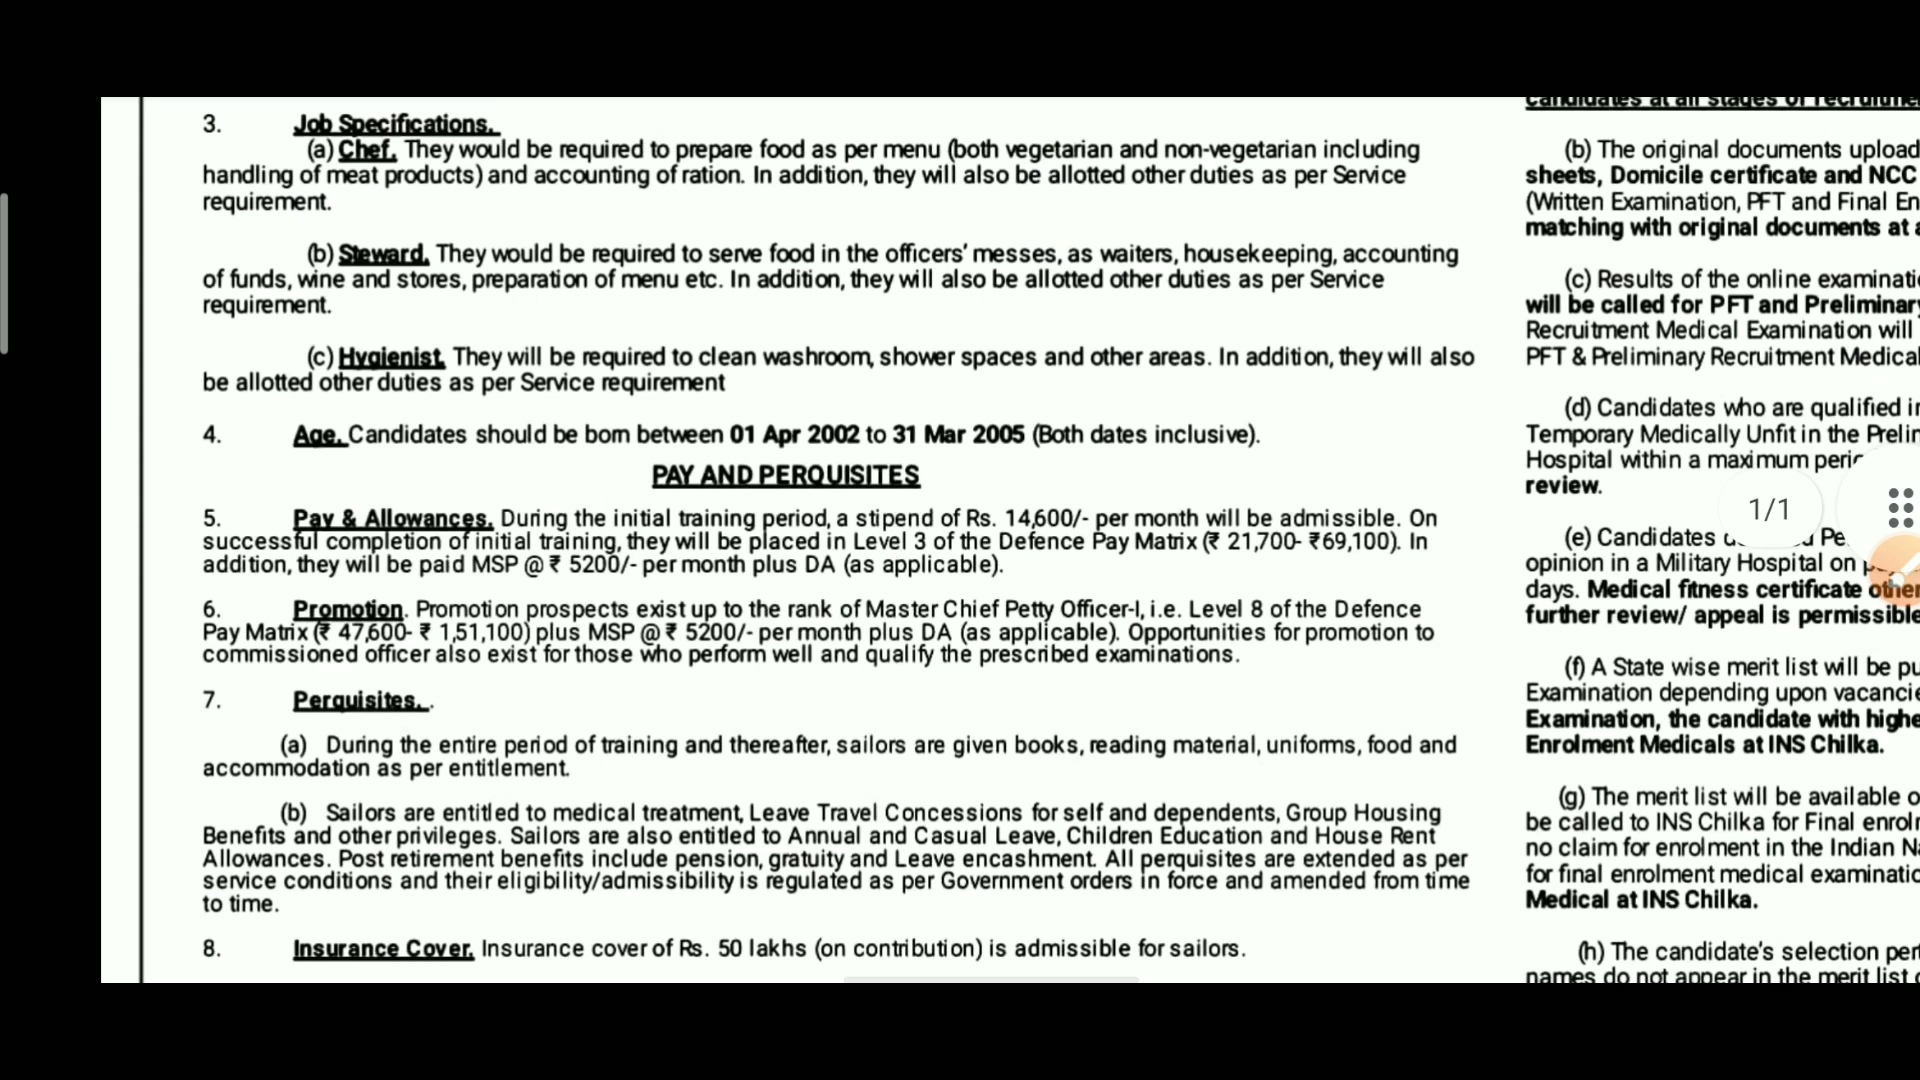 3. Job Specifications.
(a) Chef. They would be required to prepare food as per menu (both vegetarian and non-vegetarian including
handling of meat products) and accounting of ration. In addition, they will also be allotted other duties as per Service
requirement.
(b) Steward. They would be required to serve food in the officers' messes, as waiters, housekeeping, accounting
of funds, wine and stores, preparation of menu etc. In addition, they will also be allotted other duties as per Service
requirement.
(c) Hygienist. They will be required to clean washroom, shower spaces and other areas. In addition, they will also
be allotted other duties as per Service requirement
4. Age. Candidates should be born between 01 Apr 2002 to 31 Mar 2005 (Both dates inclusive).
PAY AND PERQUISITES
5. Pay & Allowances. During the initial training period, a stipend of Rs. 14,600/- per month will be admissible. On
successful completion of initial training, they will be placed in Level 3 of the Defence Pay Matrix (₹ 21,700- ₹69,100). In
addition, they will be paid MSP @ ₹ 5200/- per month plus DA (as applicable).
6. Promotion. Promotion prospects exist up to the rank of Master Chief Petty Officer-I, i.e. Level 8 of the Defence
Pay Matrix (₹ 47,600- ₹ 1,51,100) plus MSP @ ₹ 5200/- per month plus DA (as applicable). Opportunities for promotion to
commissioned officer also exist for those who perform well and qualify the prescribed examinations.
7. Perquisites. .
(a) During the entire period of training and thereafter, sailors are given books, reading material, uniforms, food and
accommodation as per entitlement.
(b) Sailors are entitled to medical treatment, Leave Travel Concessions for self and dependents, Group Housing
Benefits and other privileges. Sailors are also entitled to Annual and Casual Leave, Children Education and House Rent
Allowances. Post retirement benefits include pension, gratuity and Leave encashment. All perquisites are extended as per
service conditions and their eligibility/admissibility is regulated as per Government orders in force and amended from time
to time.
8. Insurance Cover. Insurance cover of Rs. 50 lakhs (on contribution) is admissible for sailors.
candidates at all stages of
(b) The original documents
sheets, Domicile certificate and NCC
(Written Examination, PFT and Final
matching with original documents at
(c) Results of the online
will be called for PFT and Preliminary
Recruitment Medical Examination will
PFT & Preliminary Recruitment Medical
(d) Candidates who are qualified
Temporary Medically Unfit in the
Hospital within a maximum
review.
1/1
(e) Candidates
opinion in a Military Hospital on
days. Medical fitness certificate other
further review/ appeal is permissible
(f) A State wise merit list will be
Examination depending upon
Examination, the candidate with
Enrolment Medicals at INS Chilka.
(g) The merit list will be available
be called to INS Chilka for Final
no claim for enrolment in the Indian
for final enrolment medical
Medical at INS Chilka.
(h) The candidate's selection
names do not appear in the merit list